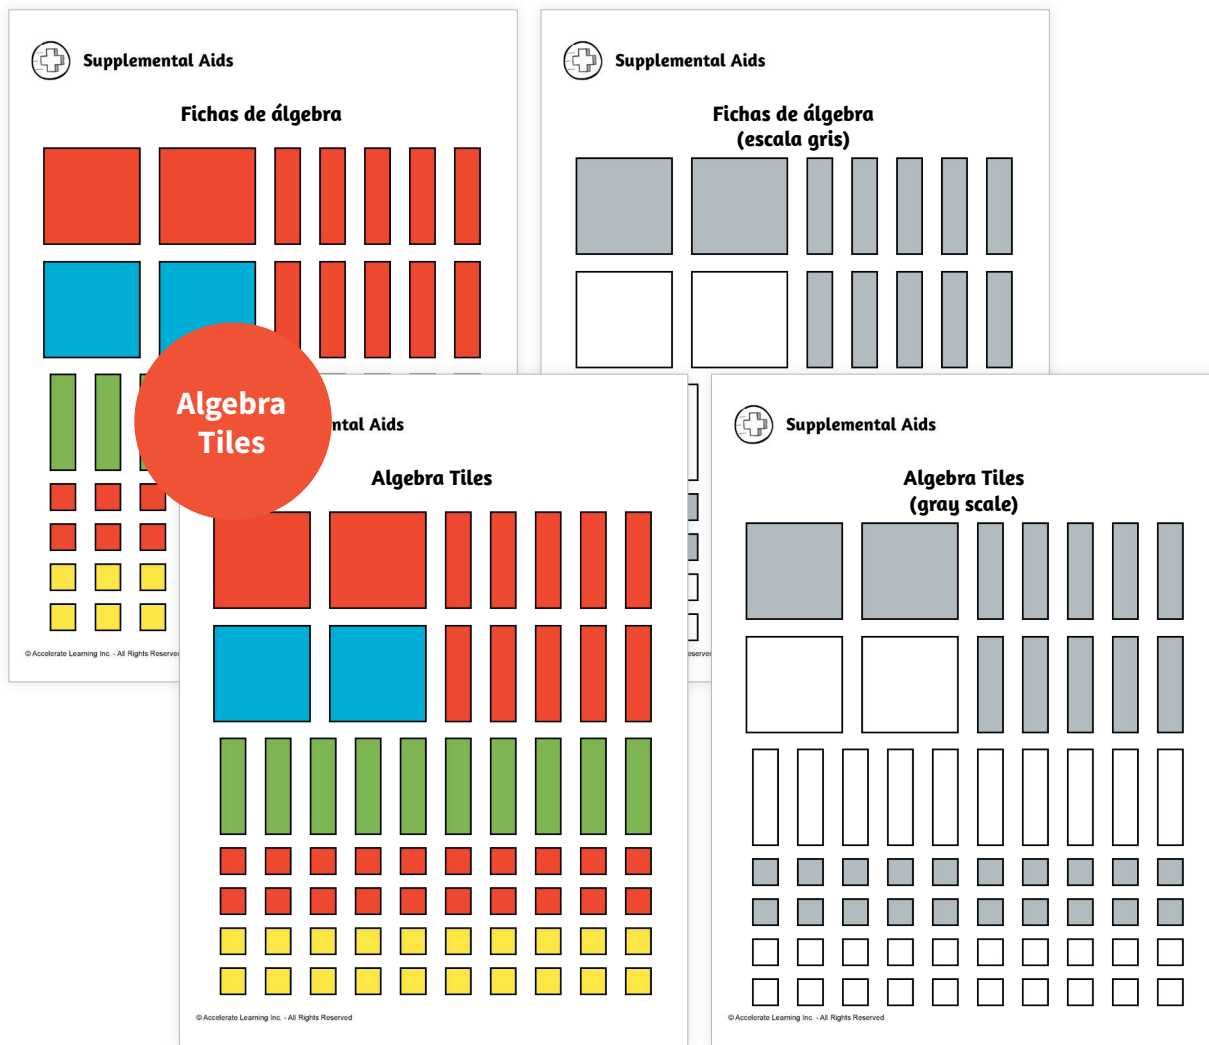 Supplemental Aids
Fichas de álgebra
© Accelerate Learning Inc. - All Rights
Supplemental Aids
Fichas de álgebra
(escala gris)
Algebra
Tiles
Aids
Algebra Tiles
© Accelerate Learning Inc. - All Rights Reserved
Supplemental Aids
Algebra Tiles
(gray scale)
© Accelerate Learning Inc. - All Rights Reserved